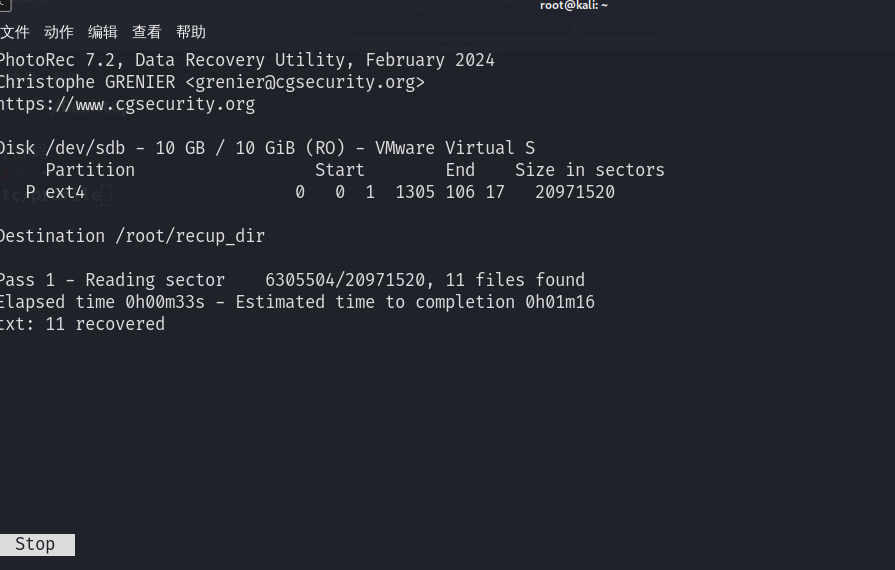 root@kali: ~
文件 动作 编辑 查看 帮助
PhotoRec 7.2, Data Recovery Utility, February 2024
Christophe GRENIER <grenier@cgsecurity.org>
https://www.cgsecurity.org
Disk /dev/sdb - 10 GB / 10 GiB (RO) - VMware Virtual S
Partition Start End Size in sectors
P ext4 0 0 1 1305 106 17 20971520
Destination /root/recup_dir
Pass 1 - Reading sector 6305504/20971520, 11 files found
Elapsed time 0h00m33s - Estimated time to completion 0h01m16
txt: 11 recovered
Stop